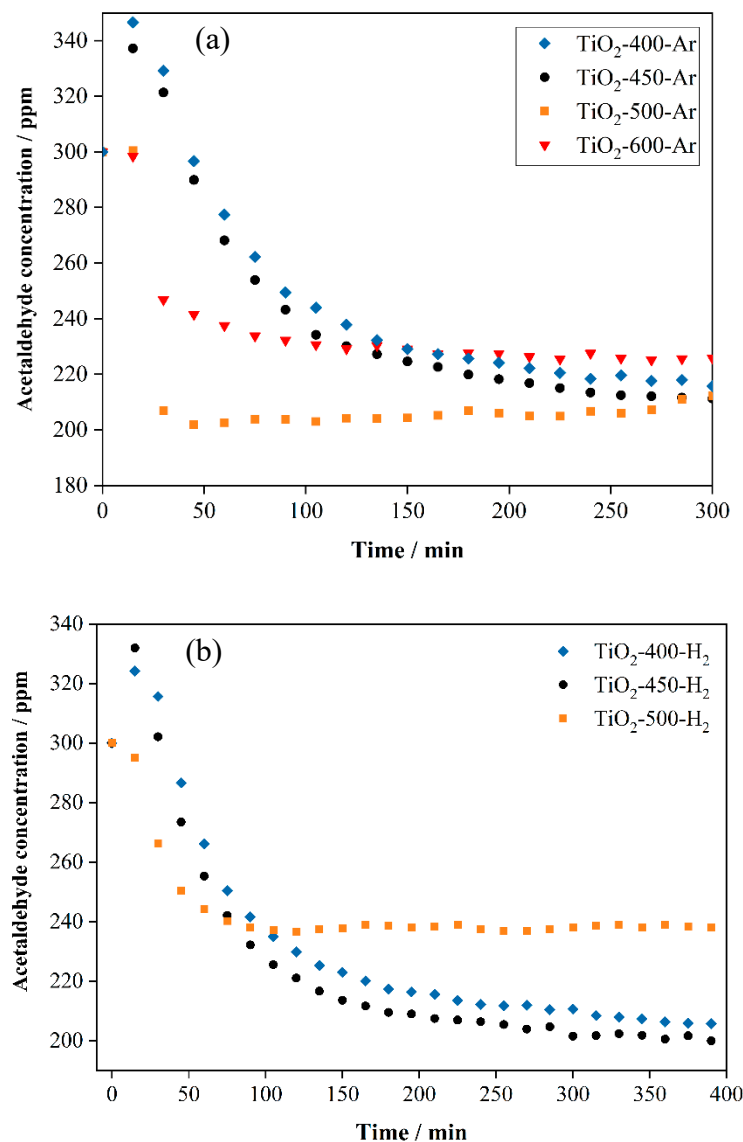 (a)
TiO₂-400-Ar
TiO₂-450-Ar
TiO₂-500-Ar
TiO₂-600-Ar
340
320
300
280
260
240
220
200
180
Acetaldehyde concentration / ppm
0 50 100 150 200 250 300
Time / min
(b)
TiO₂-400-H₂
TiO₂-450-H₂
TiO₂-500-H₂
340
320
300
280
260
240
220
200
Acetaldehyde concentration / ppm
0 50 100 150 200 250 300 350 400
Time / min